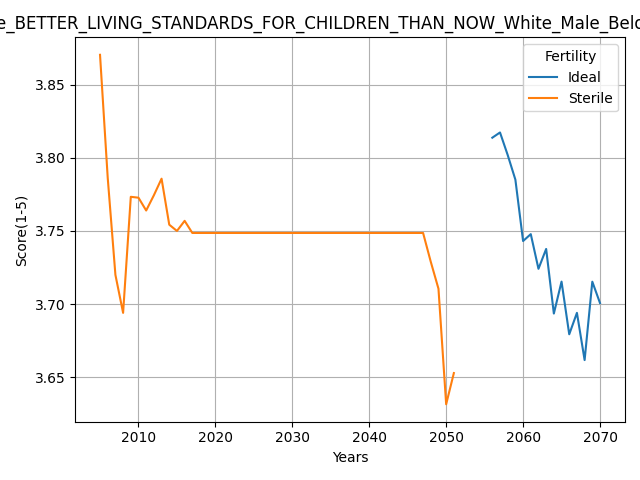 BETTER_LIVING_STANDARDS_FOR_CHILDREN_THAN_NOW_White_Male_
Fertility
Ideal
Sterile
3.85
3.80
3.75
3.70
3.65
Score(1-5)
2010 2020 2030 2040 2050 2060 2070
Years